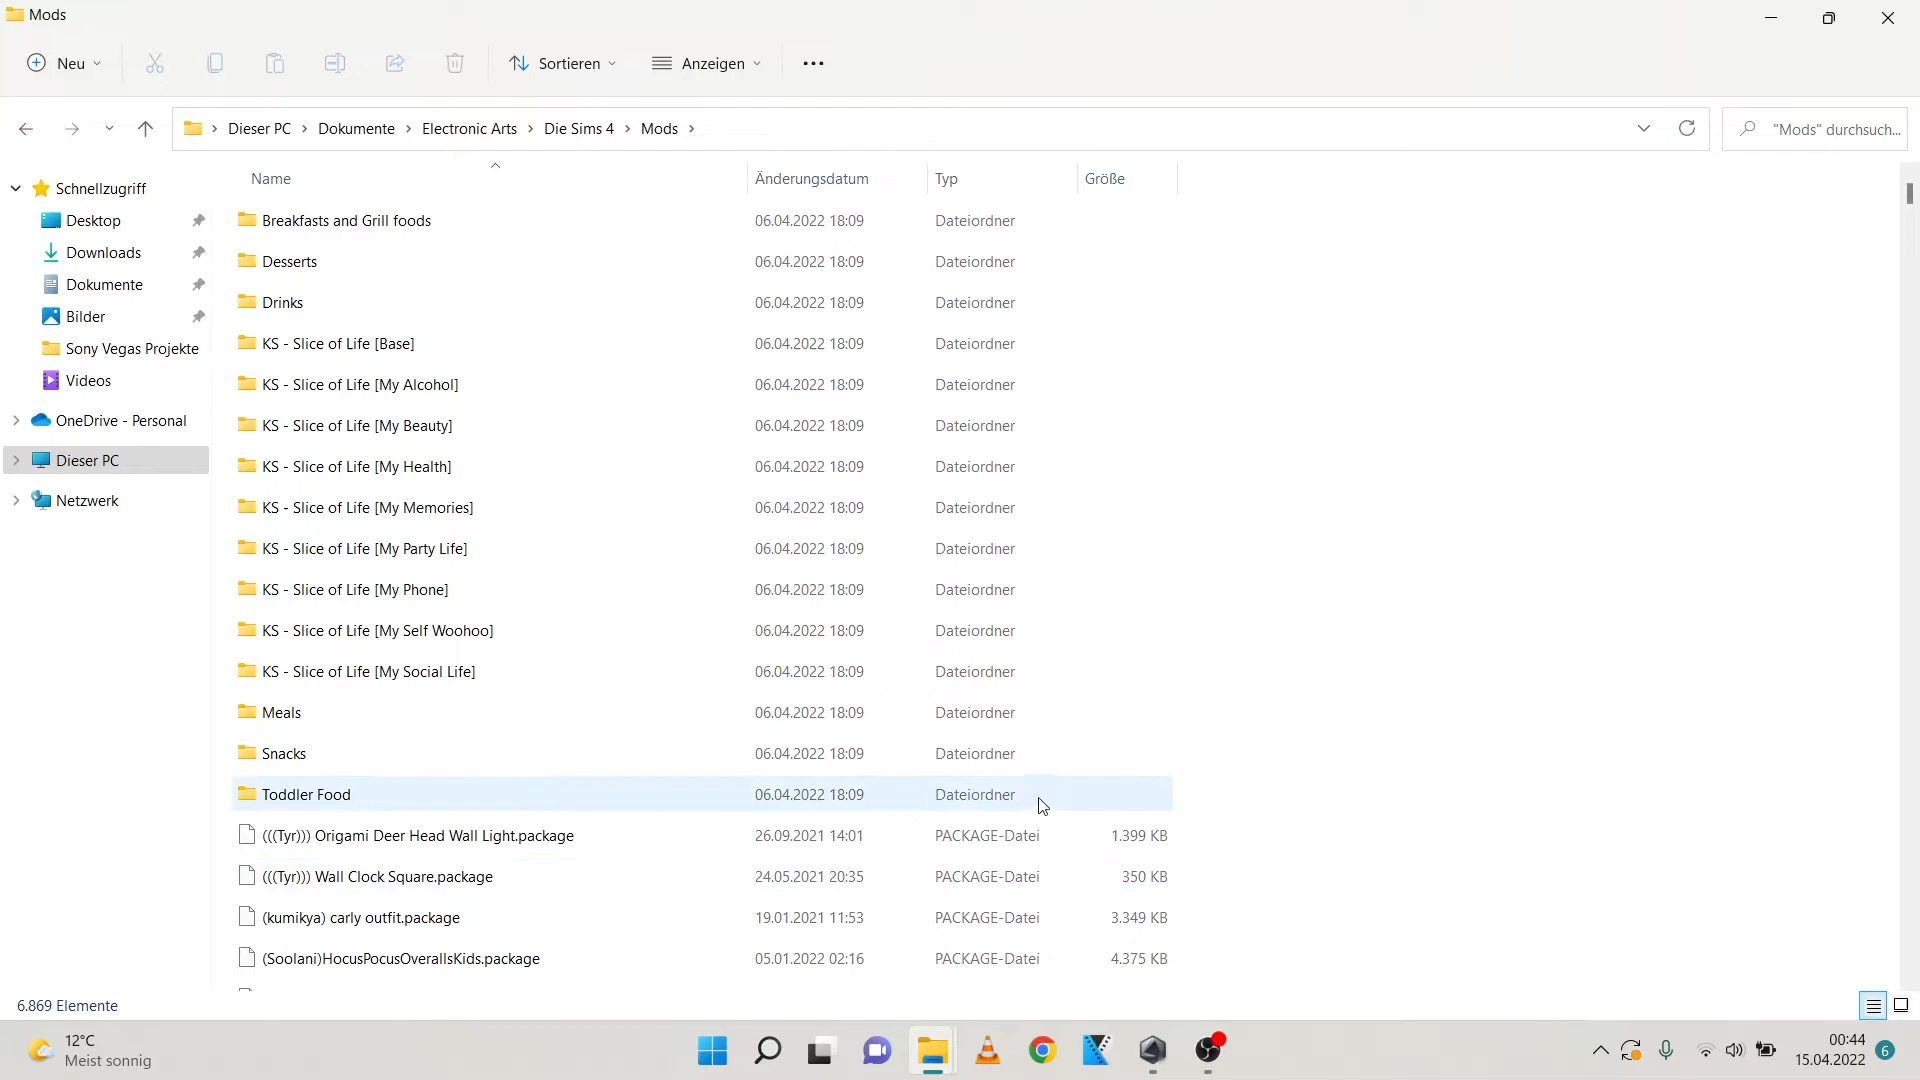 Mods
Neu
Sortieren
Anzeigen
Dieser PC Dokumente Electronic Arts Die Sims 4 Mods
"Mods" durchsuch...
Name Änderungsdatum Typ Größe
Schnellzugriff
Desktop
Downloads
Dokumente
Bilder
Sony Vegas Projekte
Videos
OneDrive - Personal
Dieser PC
Netzwerk
Breakfasts and Grill foods 06.04.2022 18:09 Dateiordner
Desserts 06.04.2022 18:09 Dateiordner
Drinks 06.04.2022 18:09 Dateiordner
KS - Slice of Life [Base] 06.04.2022 18:09 Dateiordner
KS - Slice of Life [My Alcohol] 06.04.2022 18:09 Dateiordner
KS - Slice of Life [My Beauty] 06.04.2022 18:09 Dateiordner
KS - Slice of Life [My Health] 06.04.2022 18:09 Dateiordner
KS - Slice of Life [My Memories] 06.04.2022 18:09 Dateiordner
KS - Slice of Life [My Party Life] 06.04.2022 18:09 Dateiordner
KS - Slice of Life [My Phone] 06.04.2022 18:09 Dateiordner
KS - Slice of Life [My Self Woohoo] 06.04.2022 18:09 Dateiordner
KS - Slice of Life [My Social Life] 06.04.2022 18:09 Dateiordner
Meals 06.04.2022 18:09 Dateiordner
Snacks 06.04.2022 18:09 Dateiordner
Toddler Food 06.04.2022 18:09 Dateiordner
(((Tyr))) Origami Deer Head Wall Light.package 26.09.2021 14:01 PACKAGE-Datei 1.399 KB
(((Tyr))) Wall Clock Square.package 24.05.2021 20:35 PACKAGE-Datei 350 KB
(kumikya) carly outfit.package 19.01.2021 11:53 PACKAGE-Datei 3.349 KB
(Soolani)HocusPocusOverallsKids.package 05.01.2022 02:16 PACKAGE-Datei 4.375 KB
6.869 Elemente
12°C
Meist sonnig
00:44
15.04.2022
6